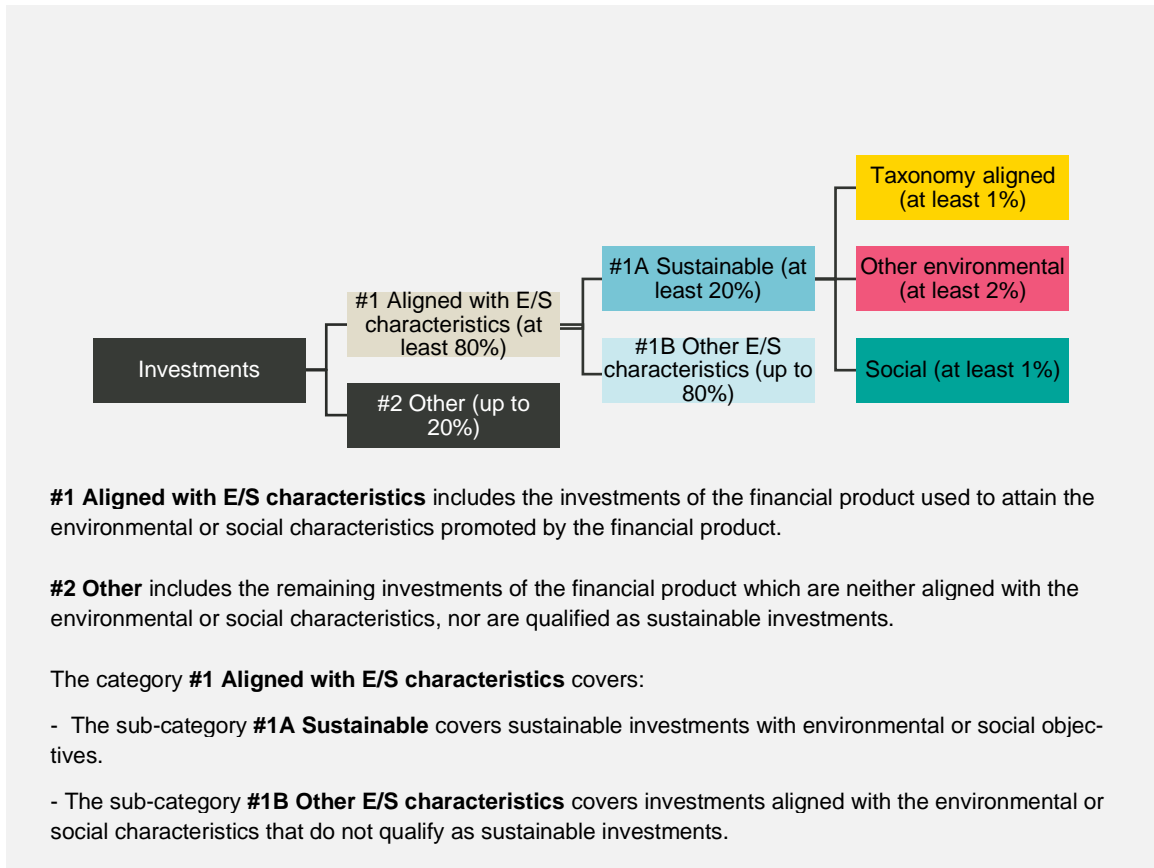 Investments
#1 Aligned with E/S
characteristics (at
least 80%)
#2 Other (up to
20%)
#1A Sustainable (at
least 20%)
#1B Other E/S
characteristics (up to
80%)
Taxonomy aligned
(at least 1%)
Other environmental
(at least 2%)
Social (at least 1%)
#1 Aligned with E/S characteristics includes the investments of the financial product used to attain the
environmental or social characteristics promoted by the financial product.
#2 Other includes the remaining investments of the financial product which are neither aligned with the
environmental or social characteristics, nor are qualified as sustainable investments.
The category #1 Aligned with E/S characteristics covers:
- The sub-category #1A Sustainable covers sustainable investments with environmental or social objec-
tives.
- The sub-category #1B Other E/S characteristics covers investments aligned with the environmental or
social characteristics that do not qualify as sustainable investments.